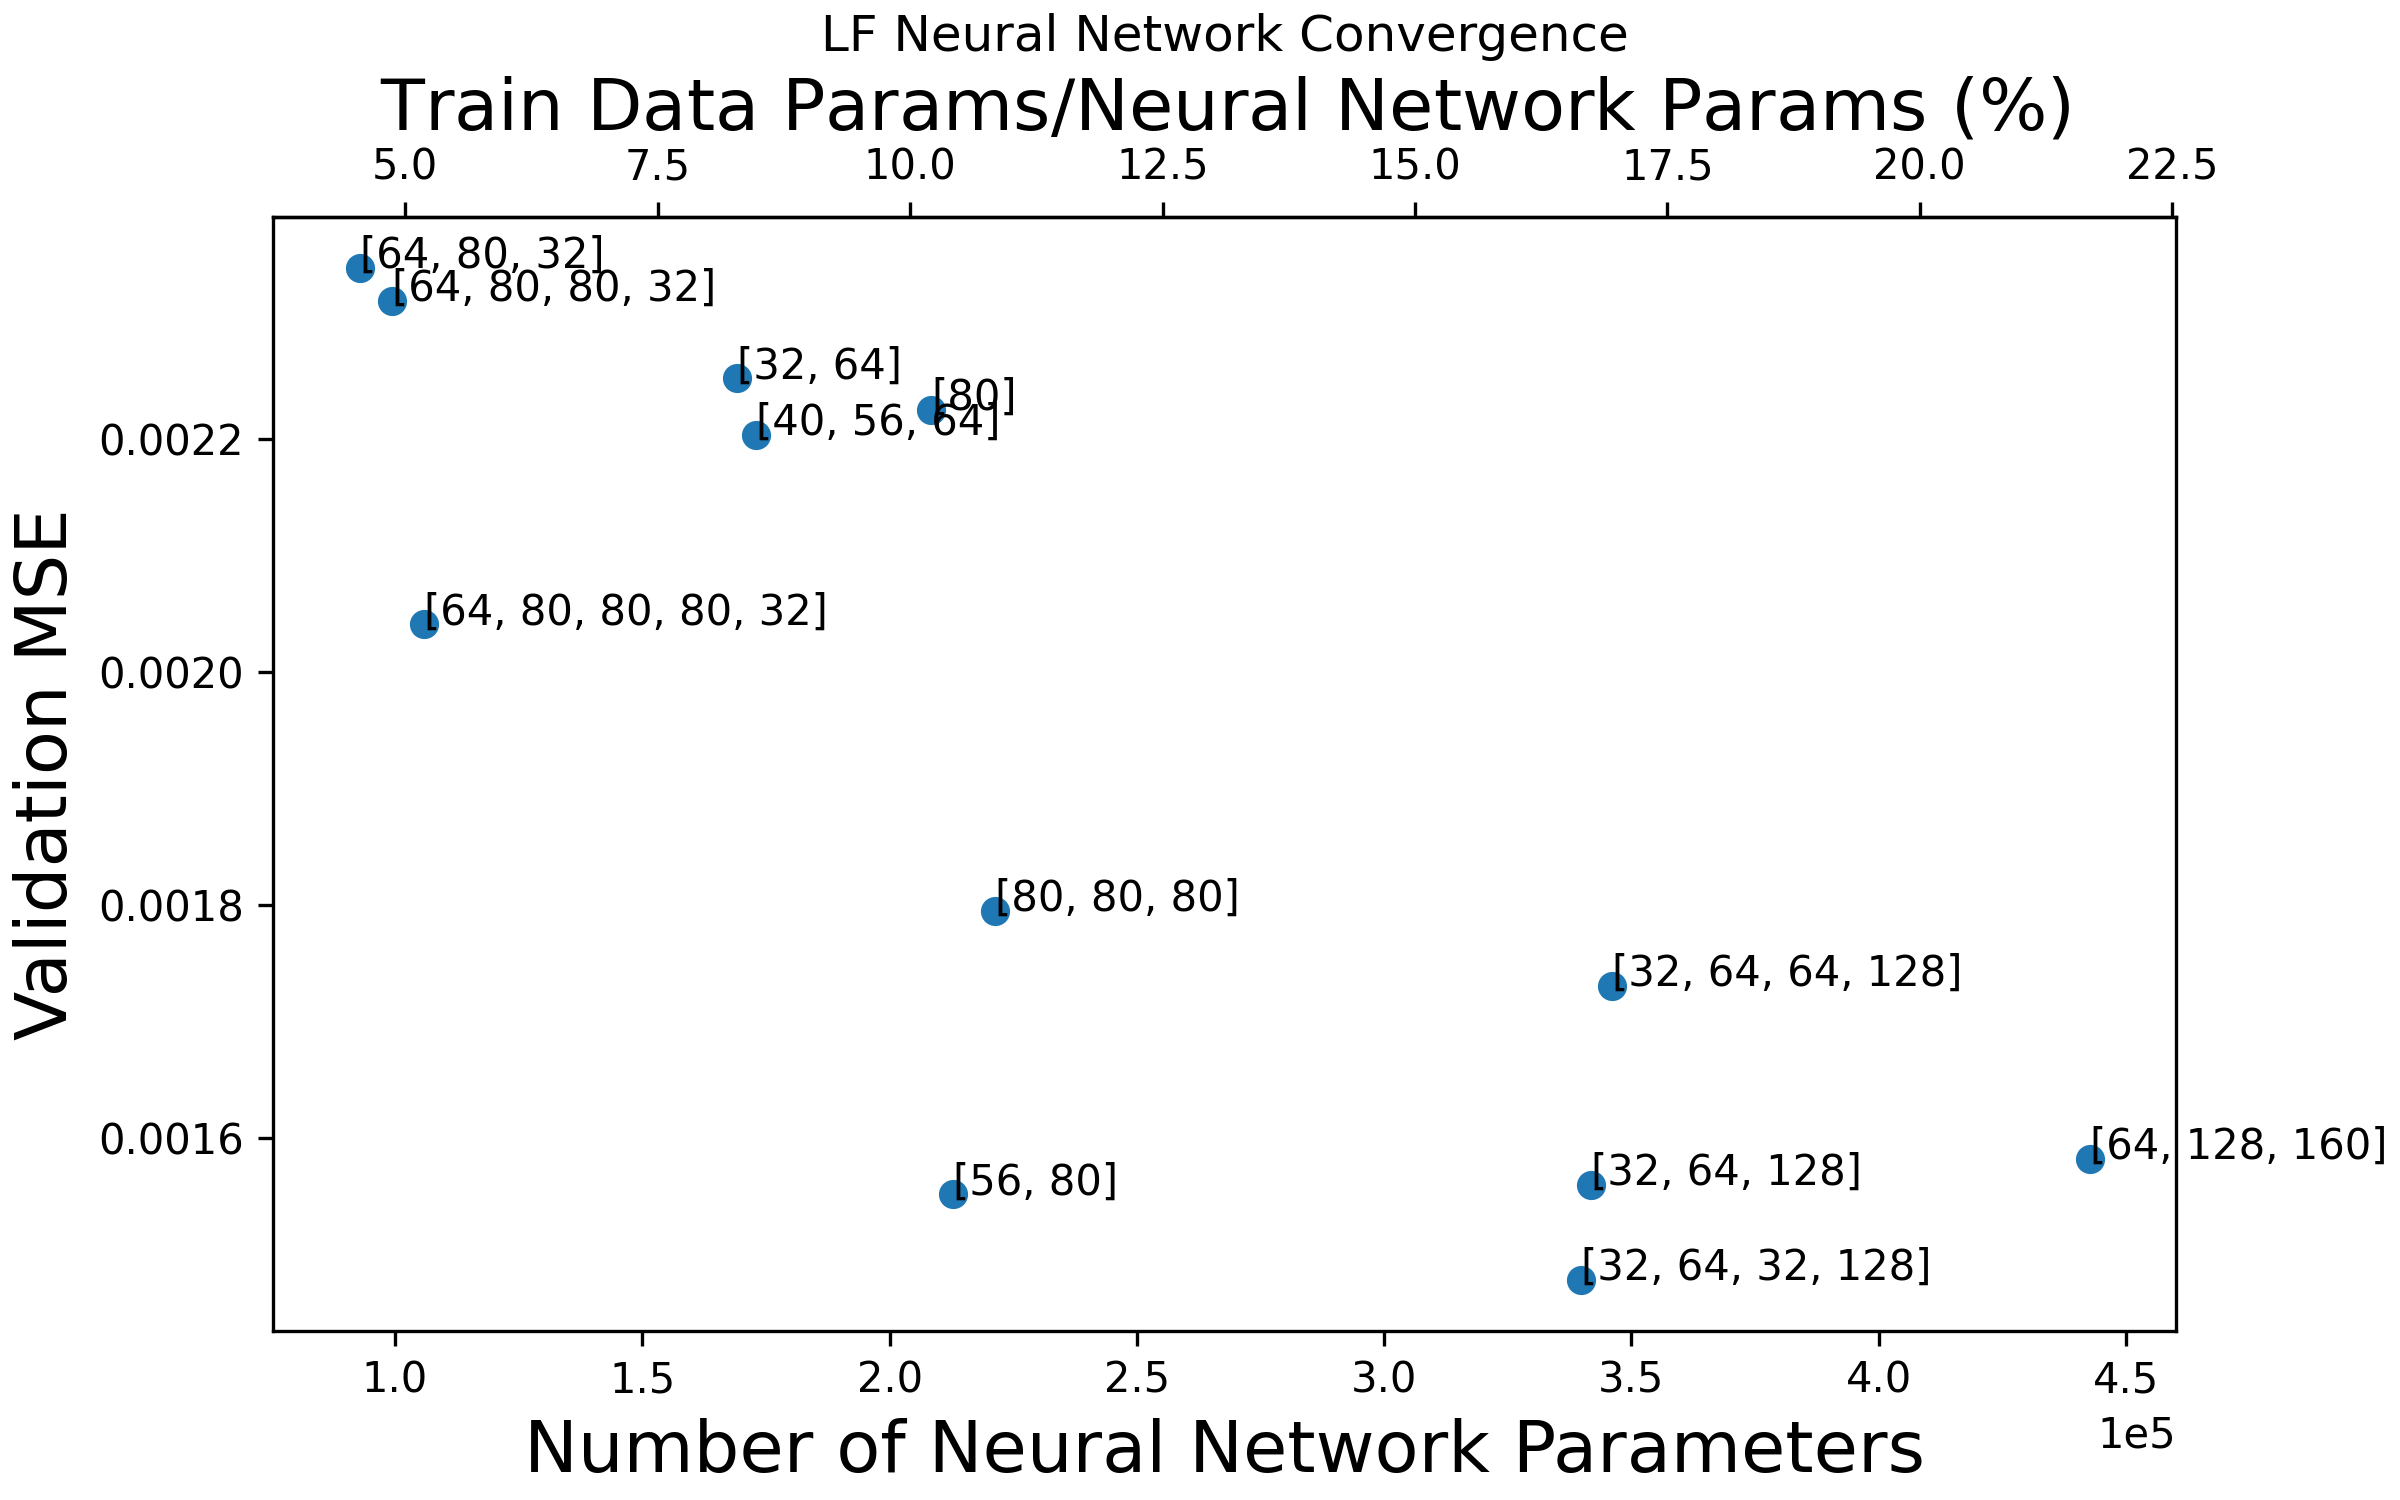 LF Neural Network Convergence
Train Data Params/Neural Network Params (%)
5.0 7.5 10.0 12.5 15.0 17.5 20.0 22.5
[64, 80, 32]
[64, 80, 80, 32]
[32, 64]
[80]
[40, 56, 64]
0.0022
[64, 80, 80, 80, 32]
0.0020
Validation MSE
[80, 80, 80]
0.0018
[32, 64, 64, 128]
0.0016
[64, 128, 160]
[32, 64, 128]
[56, 80]
[32, 64, 32, 128]
1.0 1.5 2.0 2.5 3.0 3.5 4.0 4.5
1e5
Number of Neural Network Parameters